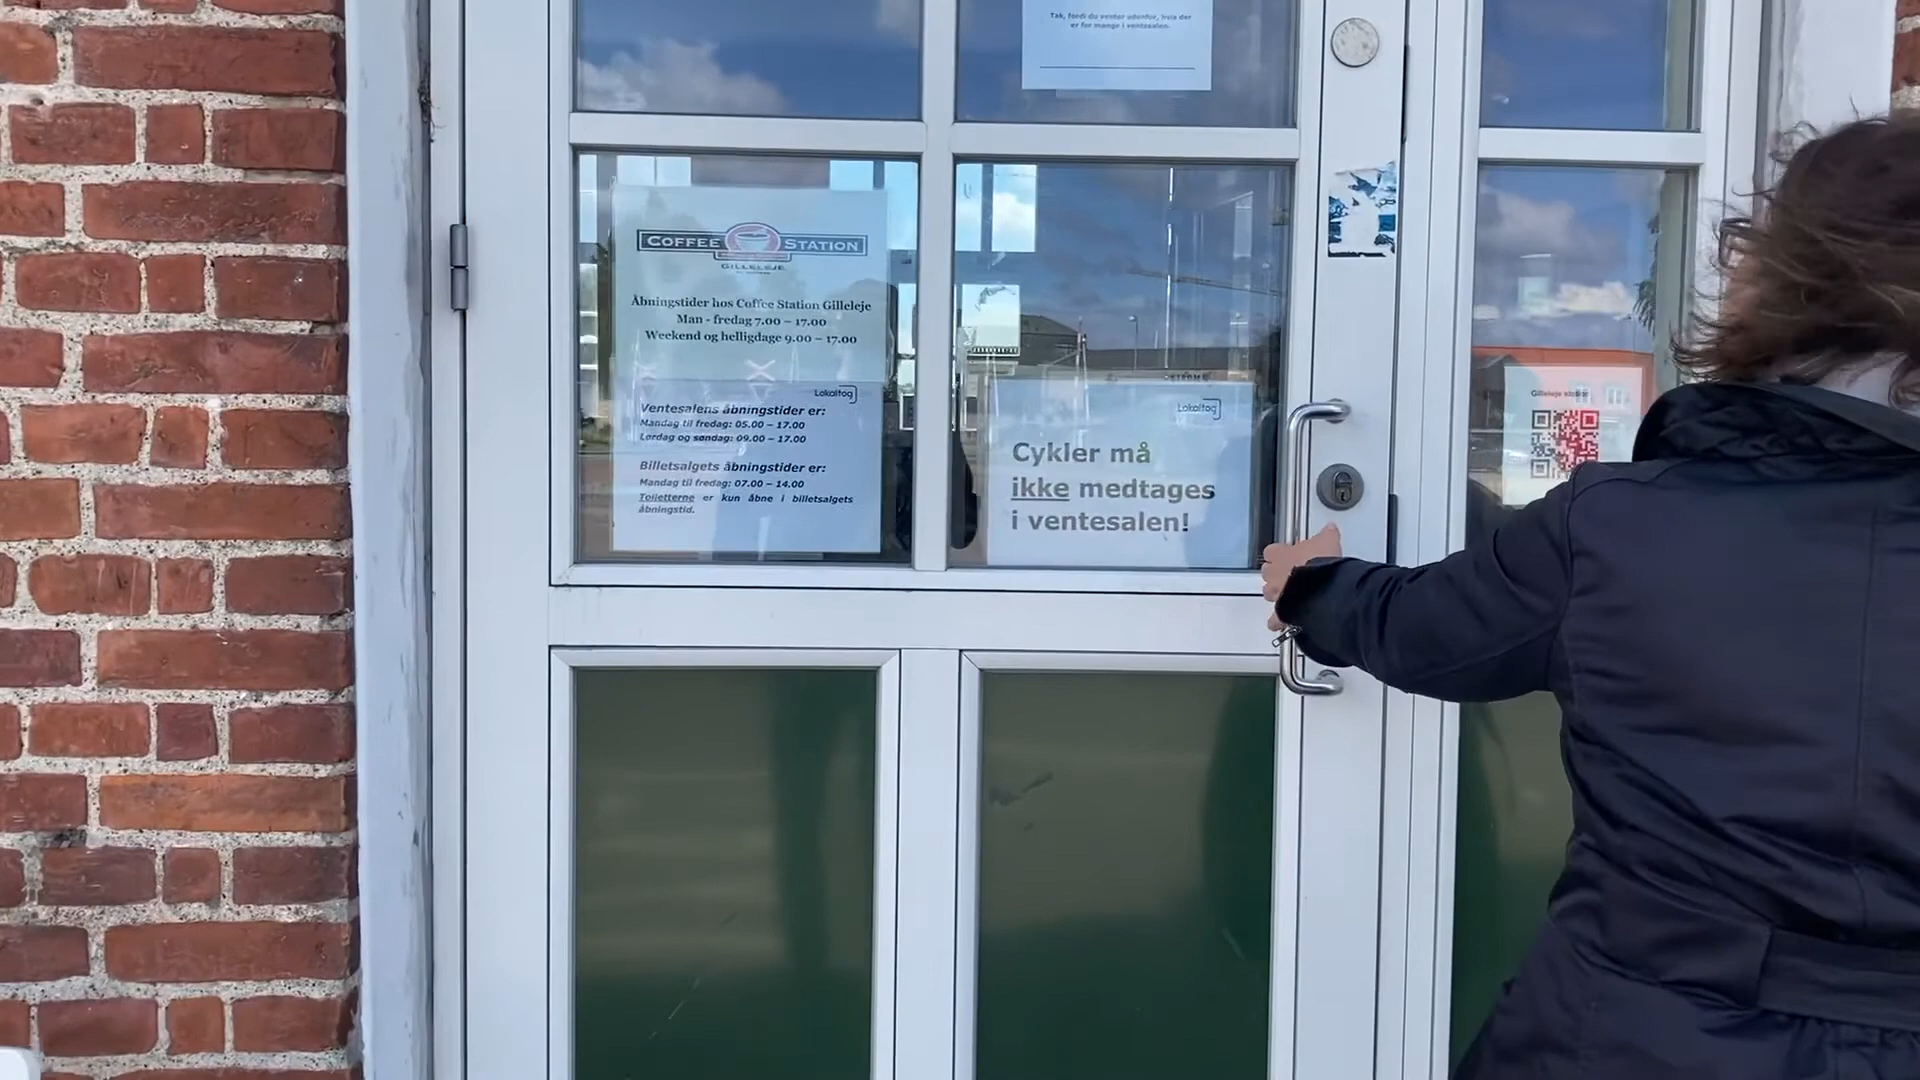 Tak, fordi du venter udenfor, hvis der
er for mange i ventesalen.
COFFEE STATION
GILLELEJE
Åbningstider hos Coffee Station Gilleleje
Man - fredag 7.00 – 17.00
Weekend og helligdage 9.00 – 17.00
Lokaltog
Ventesalens åbningstider er:
Mandag til fredag: 05.00 – 17.00
Lørdag og søndag: 09.00 – 17.00
Billetsalgets åbningstider er:
Mandag til fredag: 07.00 – 14.00
Toiletterne er kun åbne i billetsalgets
åbningstid.
Lokaltog
Cykler må
ikke medtages
i ventesalen!
Gilleleje station